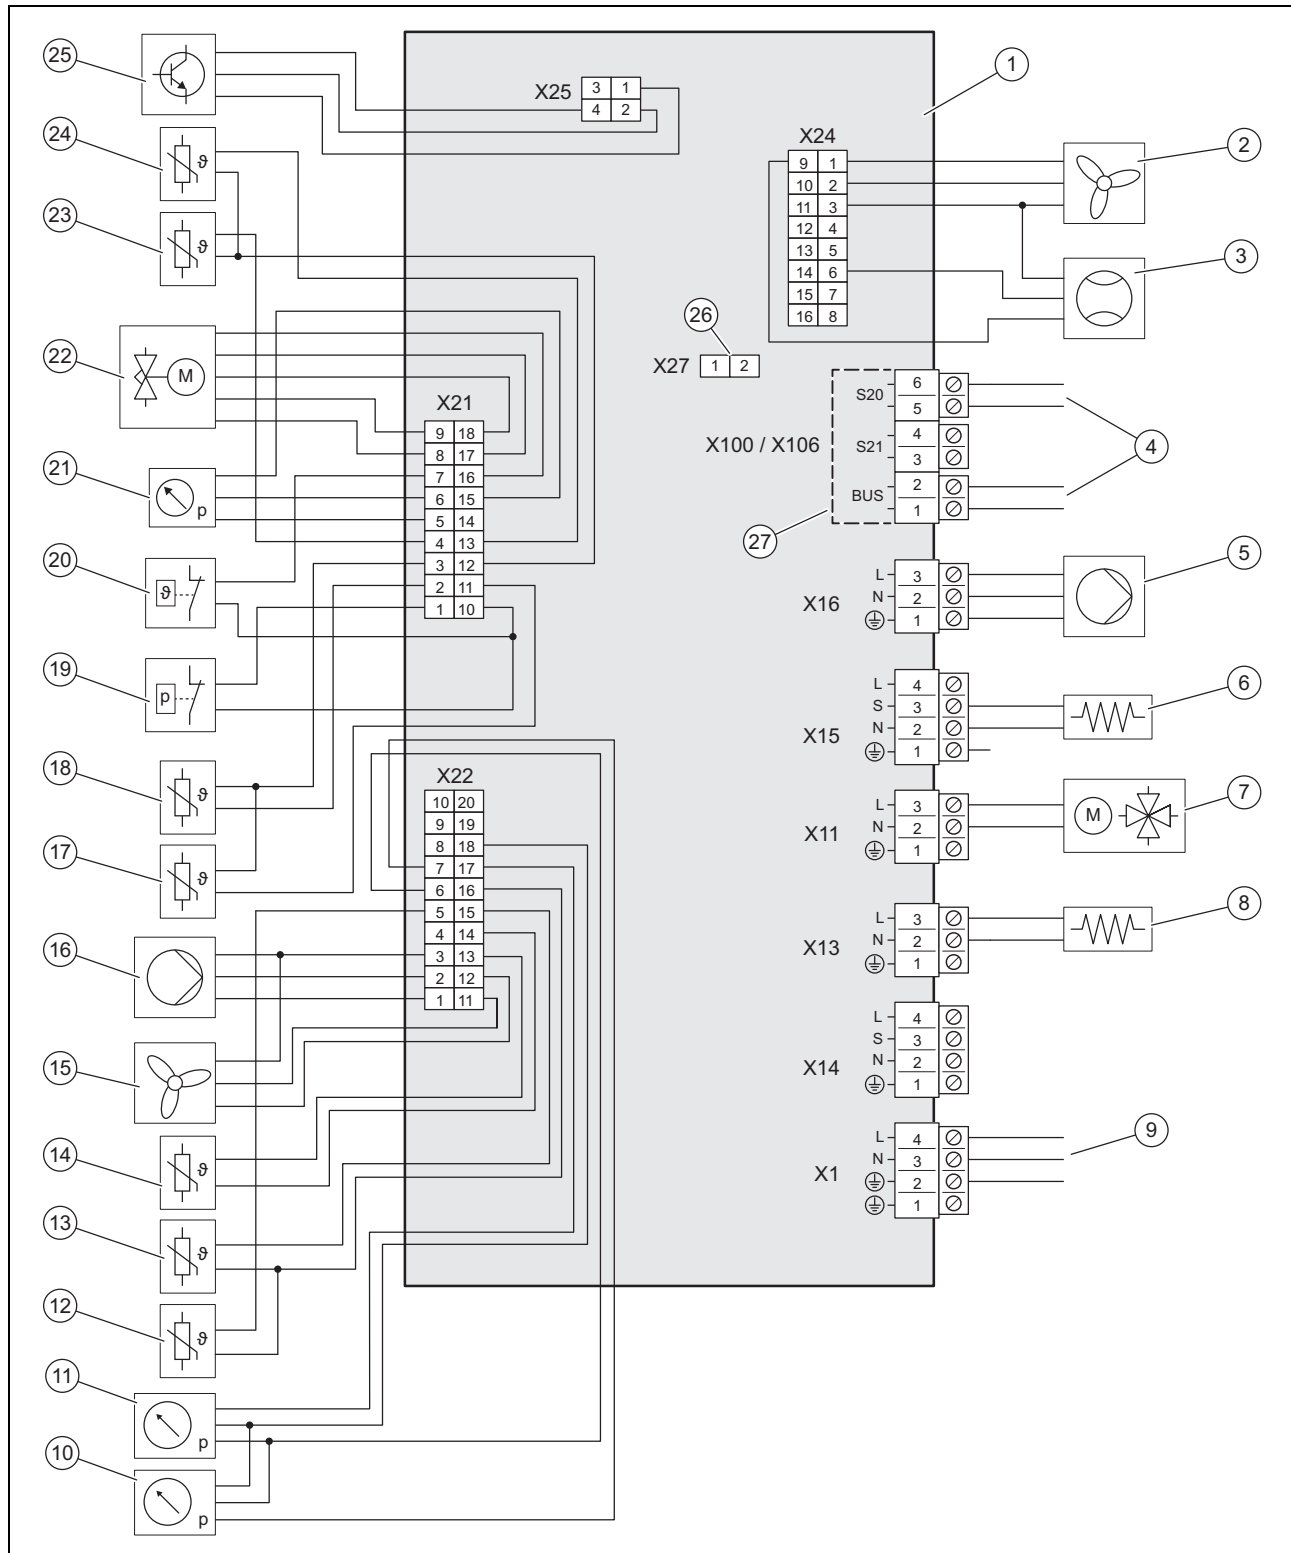 25
24
23
22
M
21
p
20
ϑ
19
p
18
ϑ
17
ϑ
16
15
14
ϑ
13
ϑ
12
ϑ
11
p
10
p
ϑ
ϑ
X25
3 1
4 2
X21
9 18
8 17
7 16
6 15
5 14
4 13
3 12
2 11
1 10
X22
10 20
9 19
8 18
7 17
6 16
5 15
4 14
3 13
2 12
1 11
1
X24
9 1
10 2
11 3
12 4
13 5
14 6
15 7
16 8
2
3
26
X27 1 2
X100 / X106
S20
6
5
S21
4
3
BUS
2
1
4
27
X16
L 3
N 2
1
5
X15
L 4
S 3
N 2
1
6
X11
L 3
N 2
1
M
7
X13
L 3
N 2
1
8
X14
L 4
S 3
N 2
1
X1
L 4
N 3
2
1
9